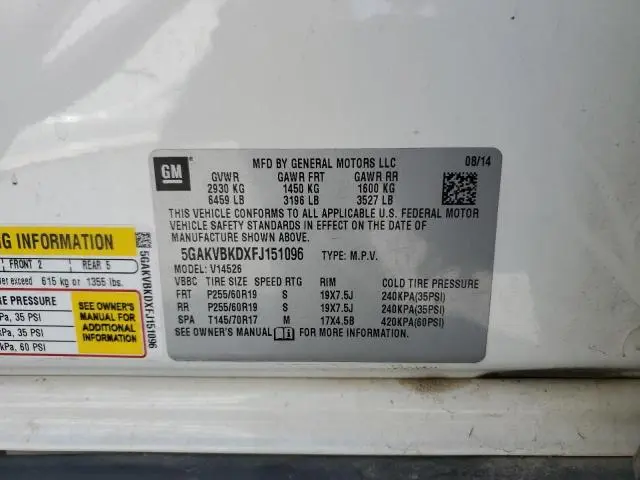 GM
MFD BY GENERAL MOTORS LLC 08/14
GVWR GAWR FRT GAWR RR
2930 KG 1450 KG 1600 KG
6459 LB 3196 LB 3527 LB
THIS VEHICLE CONFORMS TO ALL APPLICABLE U.S. FEDERAL MOTOR
VEHICLE SAFETY STANDARDS IN EFFECT ON THE DATE OF
MANUFACTURE SHOWN ABOVE.
5GAKVBKDXFJ151096 TYPE: M.P.V.
MODEL: V14526
VBBC TIRE SIZE SPEED RTG RIM COLD TIRE PRESSURE
FRT P255/60R19 S 19X7.5J 240KPA(35PSI)
RR P255/60R19 S 19X7.5J 240KPA(35PSI)
SPA T145/70R17 M 17X4.5B 420KPA(60PSI)
SEE OWNER'S MANUAL FOR MORE INFORMATION.
INFORMATION
FRONT 2 REAR 5
exceed 615 kg or 1355 lbs.
PRESSURE
35 PSI
35 PSI
60 PSI
SEE OWNER'S
MANUAL FOR
ADDITIONAL
INFORMATION
5GAKVBKDXFJ151096